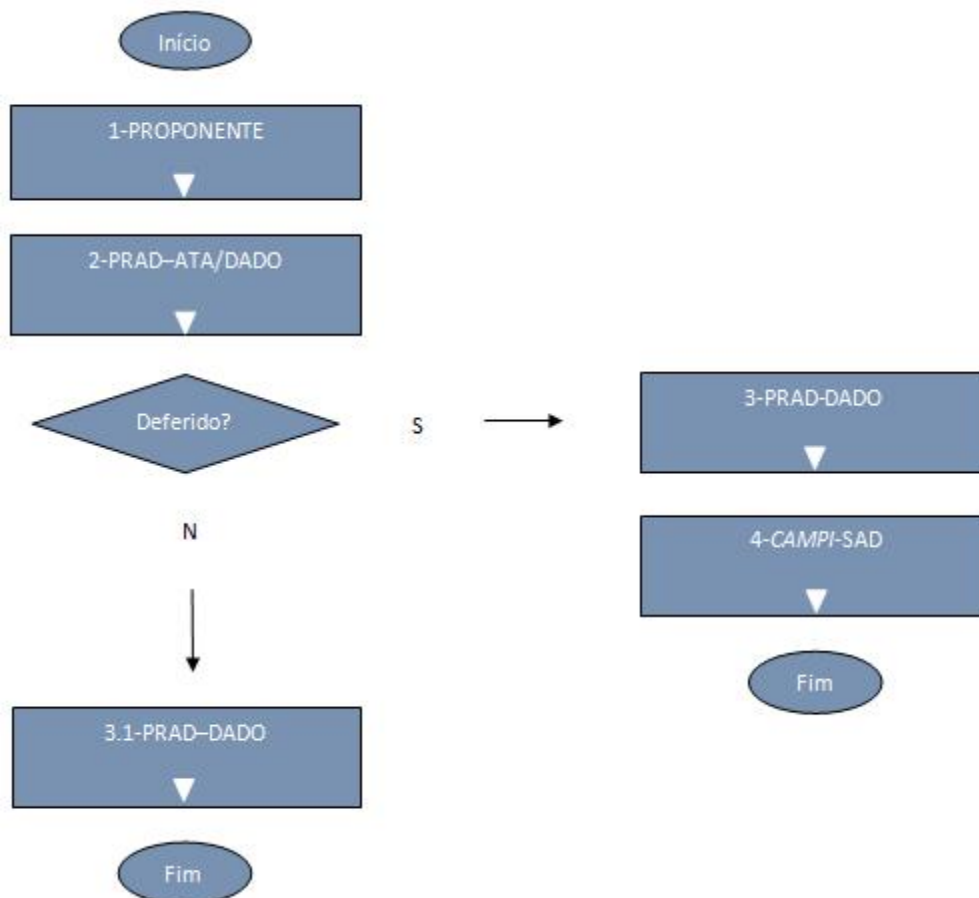 Início
1-PROPONENTE
2-PRAD–ATA/DADO
Deferido?
S
3-PRAD-DADO
4-CAMPI-SAD
Fim
N
3.1-PRAD–DADO
Fim